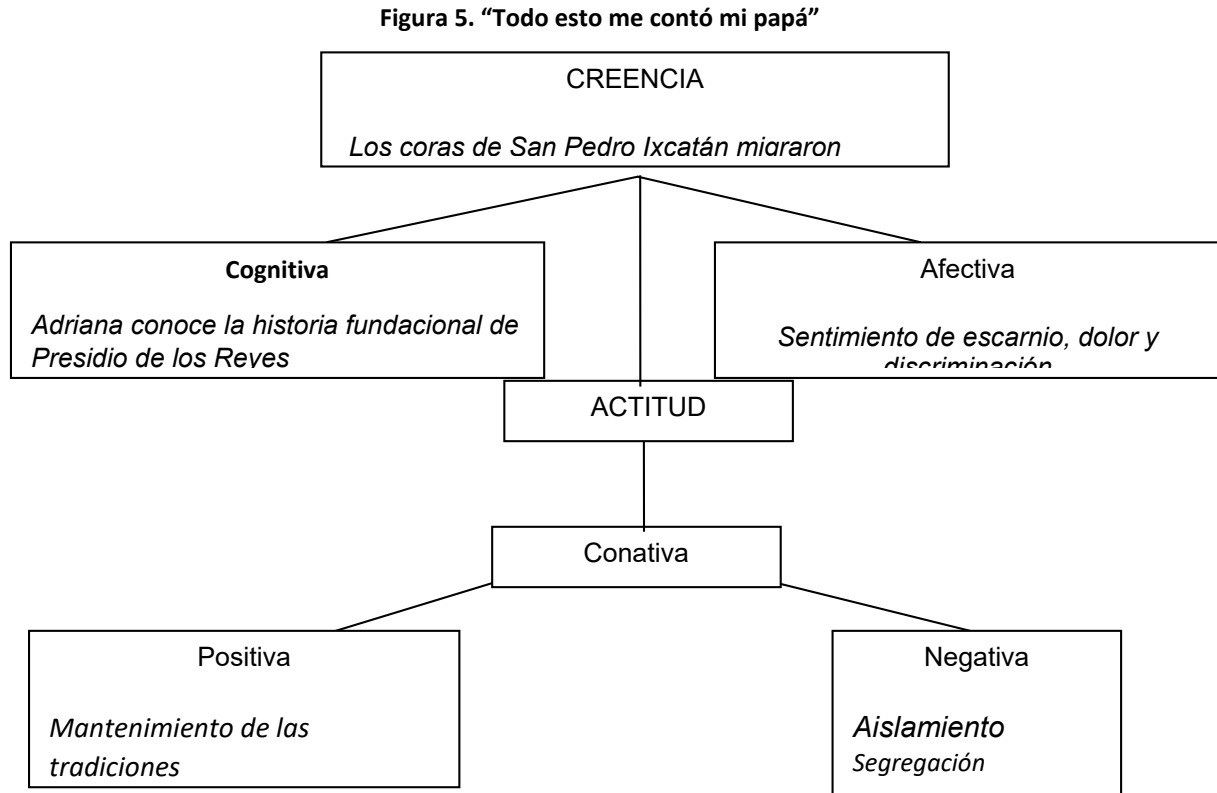 Figura 5. “Todo esto me contó mi papá”
CREENCIA
Los coras de San Pedro Ixcatán migraron
Cognitiva
Adriana conoce la historia fundacional de
Presidio de los Reyes
Afectiva
Sentimiento de escarnio, dolor y
discriminación
ACTITUD
Conativa
Positiva
Mantenimiento de las
tradiciones
Negativa
Aislamiento
Segregación